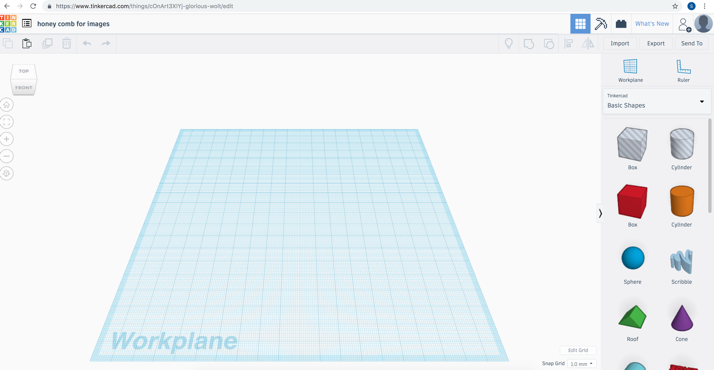 https://www.tinkercad.com/things/cOnArt3XiYj-glorious-wolt/edit
S
TIN
KER
CAD
honey comb for images
What's New
Import
Export
Send To
TOP
FRONT
Workplane
Ruler
Tinkercad
Basic Shapes
Box
Cylinder
Box
Cylinder
Sphere
Scribble
Roof
Cone
Workplane
Edit Grid
Snap Grid
1.0 mm